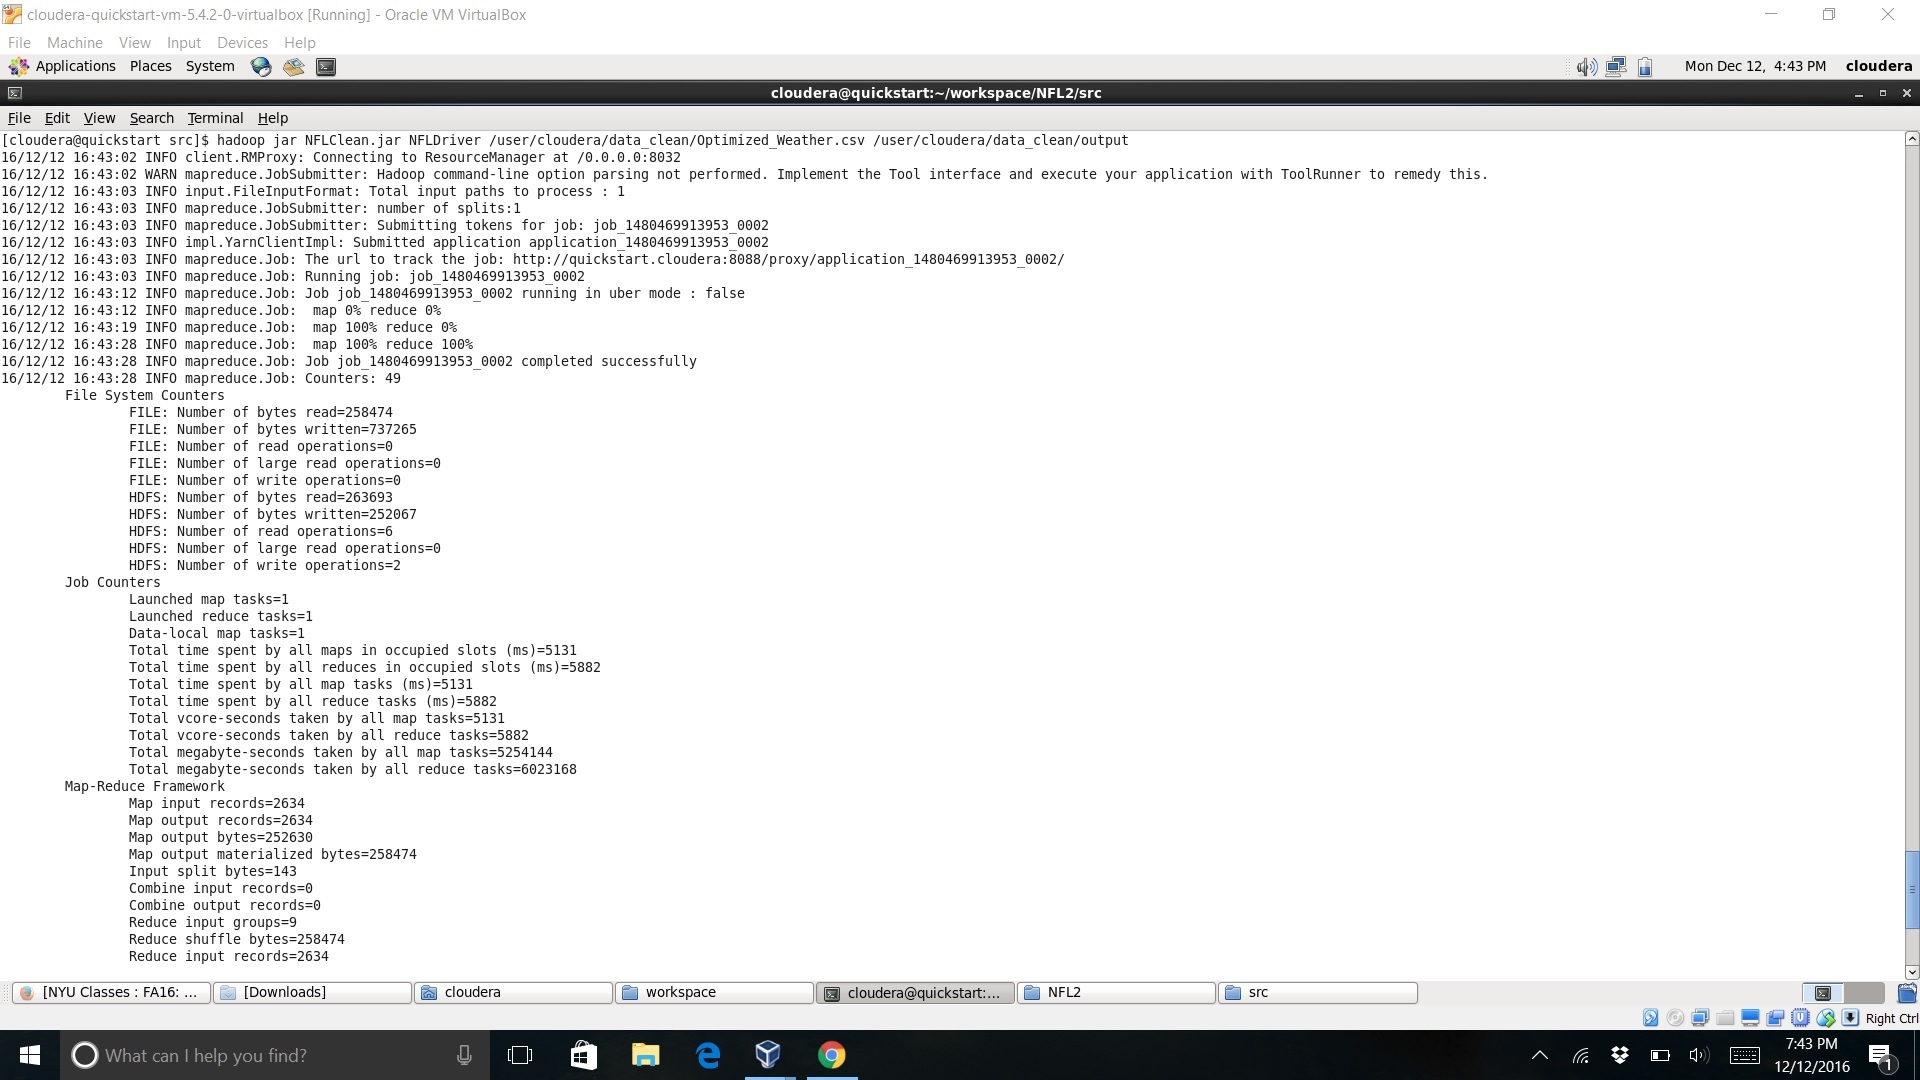 cloudera-quickstart-vm-5.4.2-0-virtualbox [Running] - Oracle VM VirtualBox
File Machine View Input Devices Help
Applications Places System Mon Dec 12, 4:43 PM cloudera
cloudera@quickstart:~/workspace/NFL2/src
File Edit View Search Terminal Help
[cloudera@quickstart src]$ hadoop jar NFLClean.jar NFLDriver /user/cloudera/data_clean/Optimized_Weather.csv /user/cloudera/data_clean/output
16/12/12 16:43:02 INFO client.RMProxy: Connecting to ResourceManager at /0.0.0.0:8032
16/12/12 16:43:02 WARN mapreduce.JobSubmitter: Hadoop command-line option parsing not performed. Implement the Tool interface and execute your application with ToolRunner to remedy this.
16/12/12 16:43:03 INFO input.FileInputFormat: Total input paths to process : 1
16/12/12 16:43:03 INFO mapreduce.JobSubmitter: number of splits:1
16/12/12 16:43:03 INFO mapreduce.JobSubmitter: Submitting tokens for job: job_1480469913953_0002
16/12/12 16:43:03 INFO impl.YarnClientImpl: Submitted application application_1480469913953_0002
16/12/12 16:43:03 INFO mapreduce.Job: The url to track the job: http://quickstart.cloudera:8088/proxy/application_1480469913953_0002/
16/12/12 16:43:03 INFO mapreduce.Job: Running job: job_1480469913953_0002
16/12/12 16:43:12 INFO mapreduce.Job: Job job_1480469913953_0002 running in uber mode : false
16/12/12 16:43:12 INFO mapreduce.Job:  map 0% reduce 0%
16/12/12 16:43:19 INFO mapreduce.Job:  map 100% reduce 0%
16/12/12 16:43:28 INFO mapreduce.Job:  map 100% reduce 100%
16/12/12 16:43:28 INFO mapreduce.Job: Job job_1480469913953_0002 completed successfully
16/12/12 16:43:28 INFO mapreduce.Job: Counters: 49
File System Counters
FILE: Number of bytes read=258474
FILE: Number of bytes written=737265
FILE: Number of read operations=0
FILE: Number of large read operations=0
FILE: Number of write operations=0
HDFS: Number of bytes read=263693
HDFS: Number of bytes written=252067
HDFS: Number of read operations=6
HDFS: Number of large read operations=0
HDFS: Number of write operations=2
Job Counters
Launched map tasks=1
Launched reduce tasks=1
Data-local map tasks=1
Total time spent by all maps in occupied slots (ms)=5131
Total time spent by all reduces in occupied slots (ms)=5882
Total time spent by all map tasks (ms)=5131
Total time spent by all reduce tasks (ms)=5882
Total vcore-seconds taken by all map tasks=5131
Total vcore-seconds taken by all reduce tasks=5882
Total megabyte-seconds taken by all map tasks=5254144
Total megabyte-seconds taken by all reduce tasks=6023168
Map-Reduce Framework
Map input records=2634
Map output records=2634
Map output bytes=252630
Map output materialized bytes=258474
Input split bytes=143
Combine input records=0
Combine output records=0
Reduce input groups=9
Reduce shuffle bytes=258474
Reduce input records=2634
[NYU Classes : FA16: ... [Downloads] cloudera workspace cloudera@quickstart:... NFL2 src
Right Ctrl
What can I help you find?
7:43 PM
12/12/2016
1